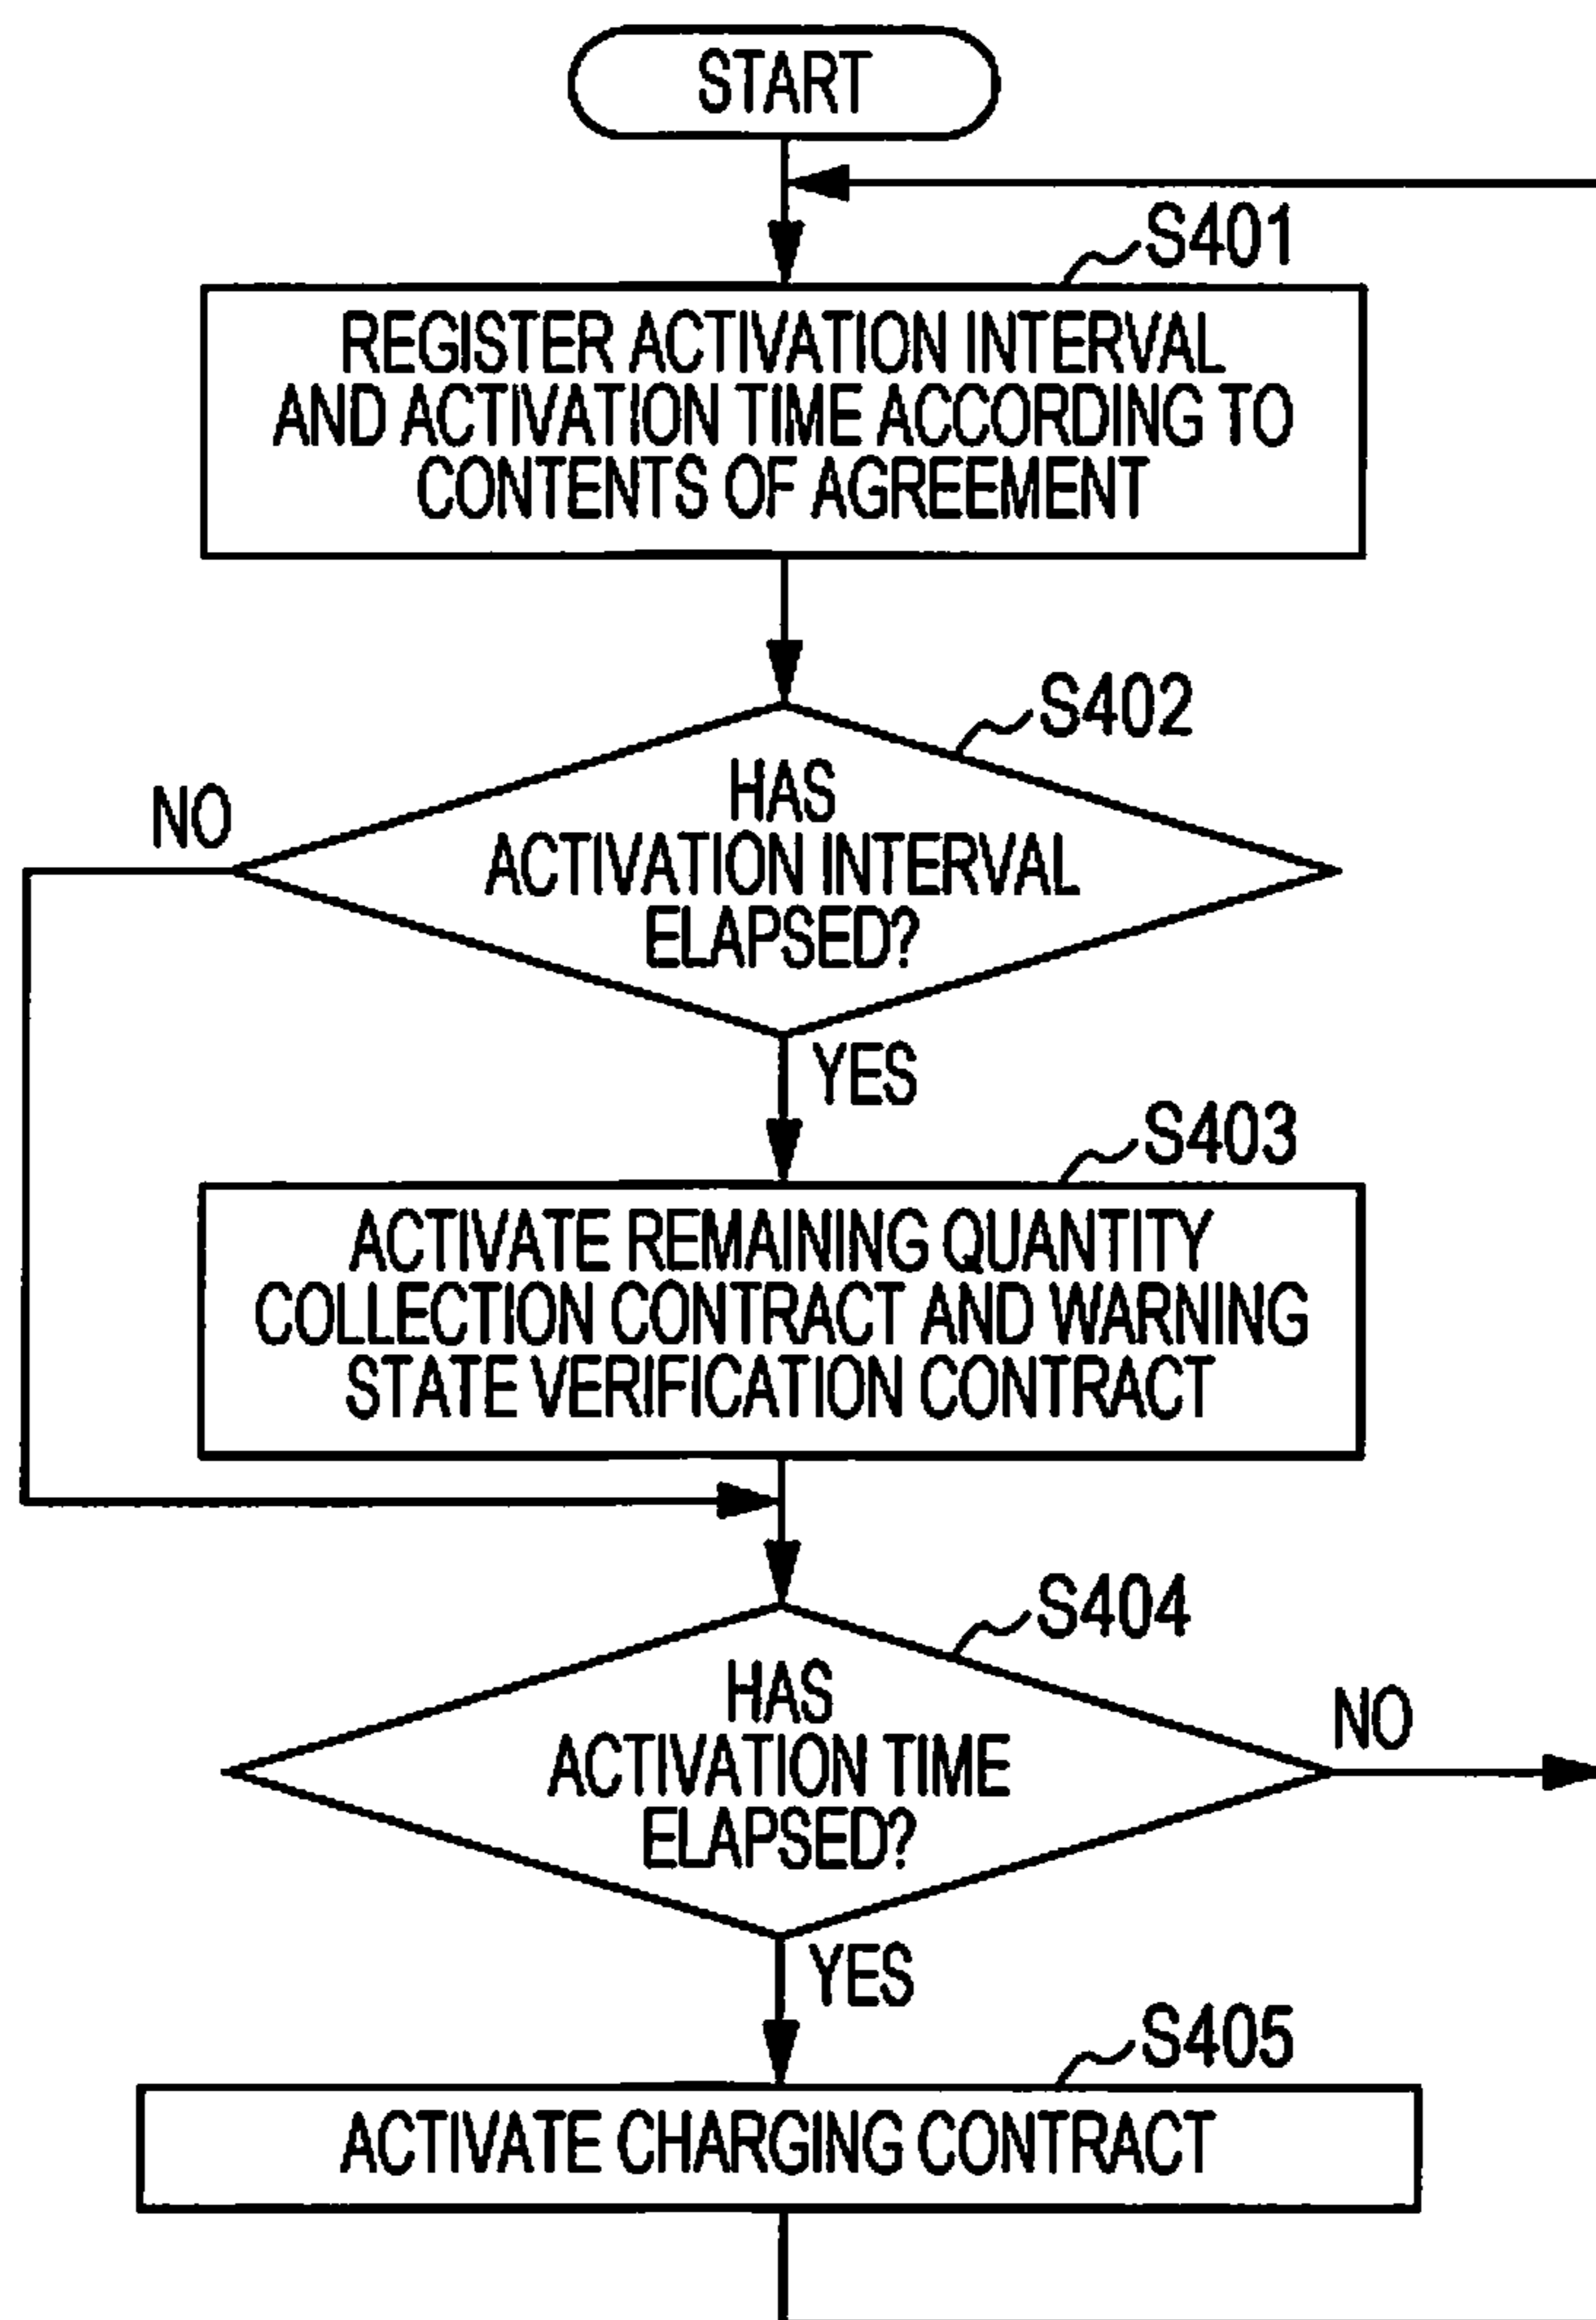 START
S401
REGISTER ACTIVATION INTERVAL
AND ACTIVATION TIME ACCORDING TO
CONTENTS OF AGREEMENT
S402
NO
HAS
ACTIVATION INTERVAL
ELAPSED?
YES
S403
ACTIVATE REMAINING QUANTITY
COLLECTION CONTRACT AND WARNING
STATE VERIFICATION CONTRACT
S404
HAS
ACTIVATION TIME
ELAPSED?
NO
YES
S405
ACTIVATE CHARGING CONTRACT